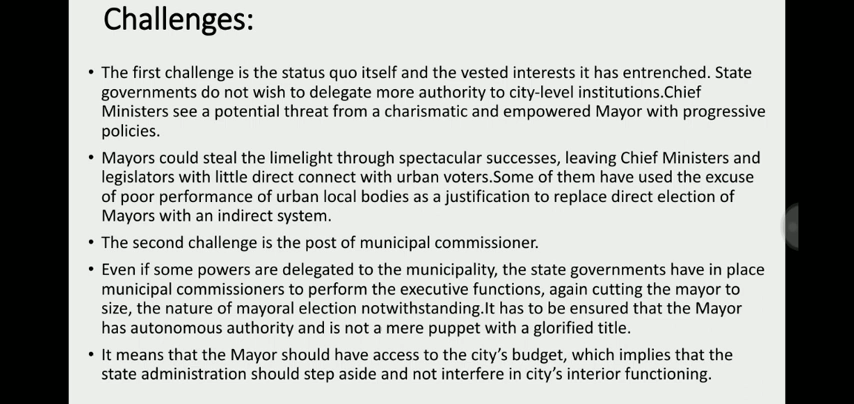 Challenges:
• The first challenge is the status quo itself and the vested interests it has entrenched. State
governments do not wish to delegate more authority to city-level institutions.Chief
Ministers see a potential threat from a charismatic and empowered Mayor with progressive
policies.
• Mayors could steal the limelight through spectacular successes, leaving Chief Ministers and
legislators with little direct connect with urban voters.Some of them have used the excuse
of poor performance of urban local bodies as a justification to replace direct election of
Mayors with an indirect system.
• The second challenge is the post of municipal commissioner.
• Even if some powers are delegated to the municipality, the state governments have in place
municipal commissioners to perform the executive functions, again cutting the mayor to
size, the nature of mayoral election notwithstanding.It has to be ensured that the Mayor
has autonomous authority and is not a mere puppet with a glorified title.
• It means that the Mayor should have access to the city's budget, which implies that the
state administration should step aside and not interfere in city's interior functioning.